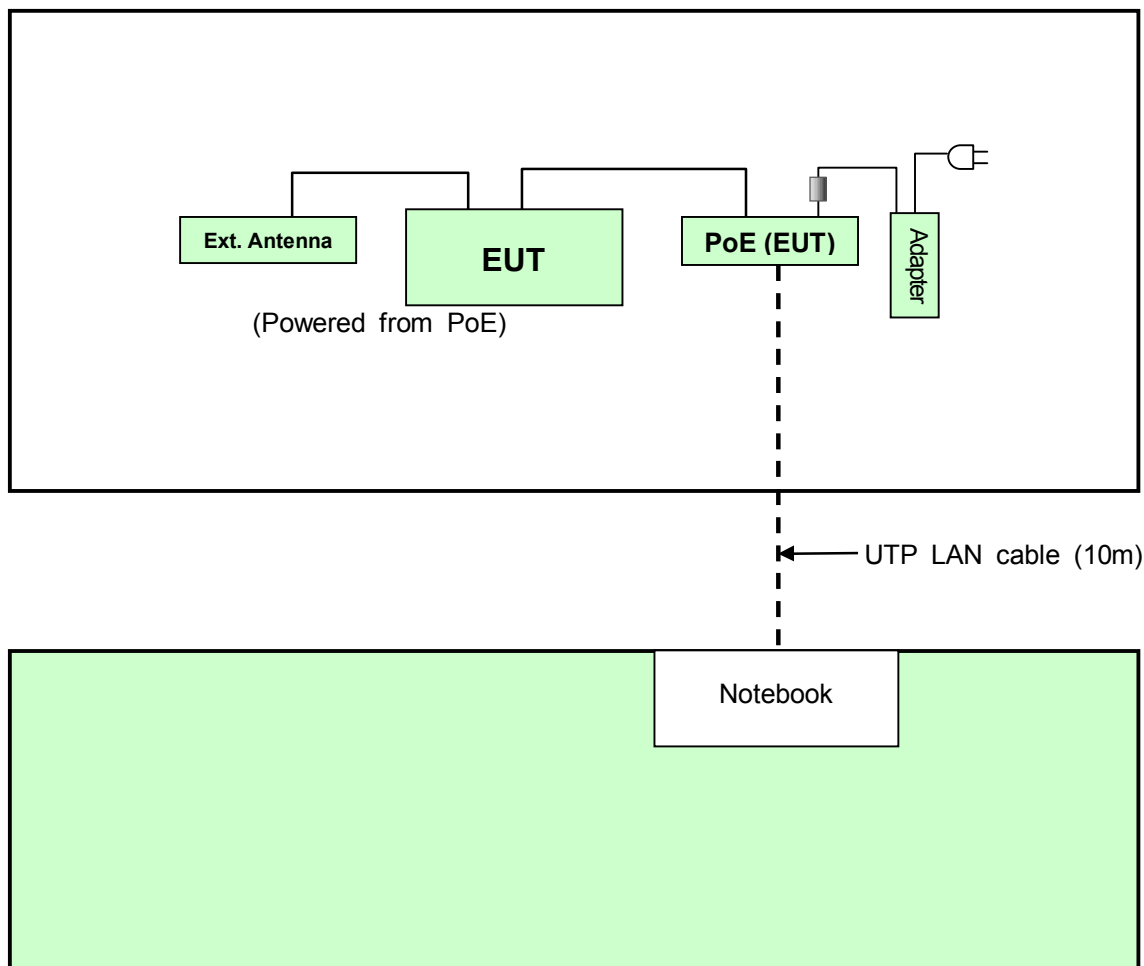 Ext. Antenna
EUT
PoE (EUT)
Adapter
(Powered from PoE)
UTP LAN cable (10m)
Notebook